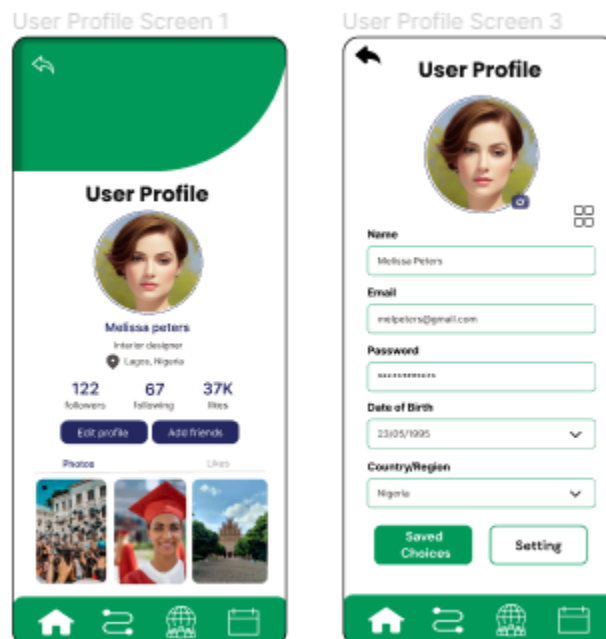 User Profile Screen 1
User Profile
Melissa peters
Interior designer
Lagos, Nigeria
122 67 37K
followers following likes
Edit profile Add friends
Photos Likes
User Profile Screen 3
User Profile
Name
Melissa Peters
Email
melpeters@gmail.com
Password
Date of Birth
23/05/1995
Country/Region
Nigeria
Saved
Choices
Setting